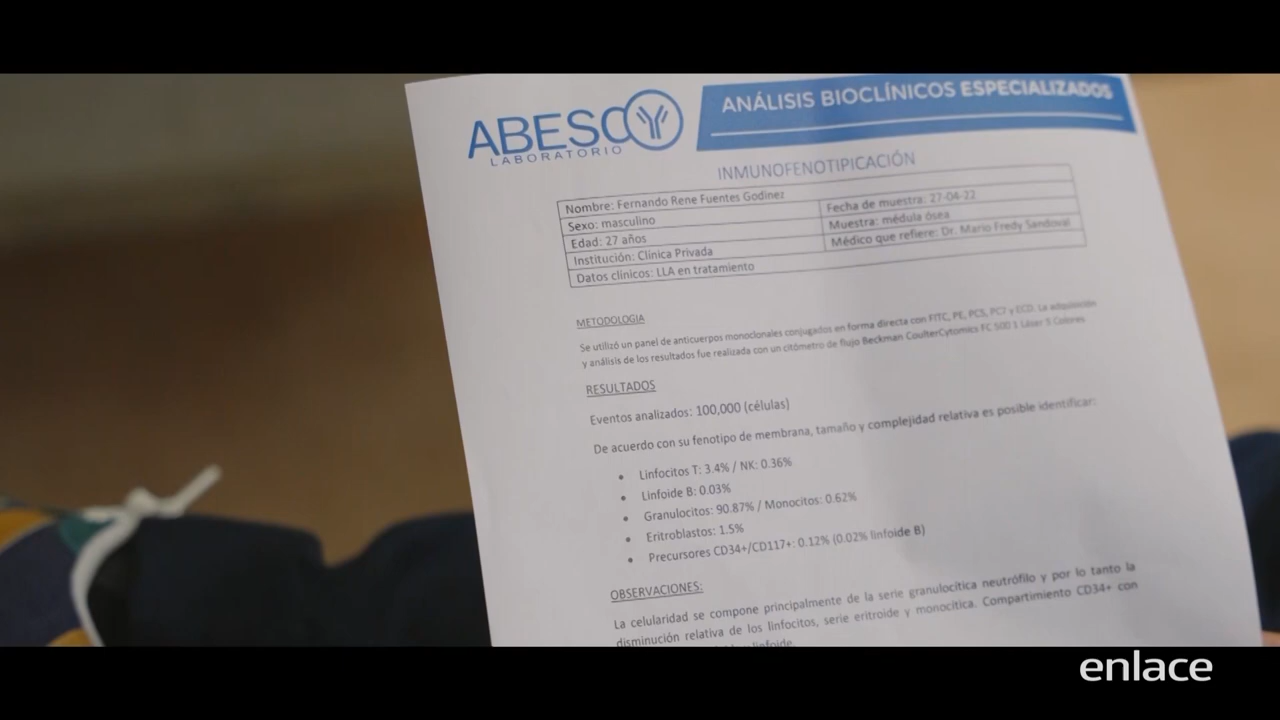 ABESCO
LABORATORIO
ANÁLISIS BIOCLÍNICOS ESPECIALIZADOS
INMUNOFENOTIPICACIÓN
Nombre: Fernando Rene Fuentes Godinez
Sexo: masculino
Fecha de muestra: 27-04-22
Edad: 27 años
Muestra: médula ósea
Institución: Clínica Privada
Médico que refiere: Dr. Mario Fredy Sandoval
Datos clínicos: LLA en tratamiento
METODOLOGIA
Se utilizó un panel de anticuerpos monoclonales conjugados en forma directa con FITC, PE, PC5, PC7 y ECD. La adquisición
y análisis de los resultados fue realizada con un citómetro de flujo Beckman CoulterCytomics FC 500 1 Láser 5 Colores
RESULTADOS
Eventos analizados: 100,000 (células)
De acuerdo con su fenotipo de membrana, tamaño y complejidad relativa es posible identificar:
• Linfocitos T: 3.4% / NK: 0.36%
• Linfoide B: 0.03%
• Granulocitos: 90.87% / Monocitos: 0.62%
• Eritroblastos: 1.5%
• Precursores CD34+/CD117+: 0.12% (0.02% linfoide B)
OBSERVACIONES:
La celularidad se compone principalmente de la serie granulocítica neutrófilo y por lo tanto la
disminución relativa de los linfocitos, serie eritroide y monocítica. Compartimiento CD34+ con
linfoide.
enlace